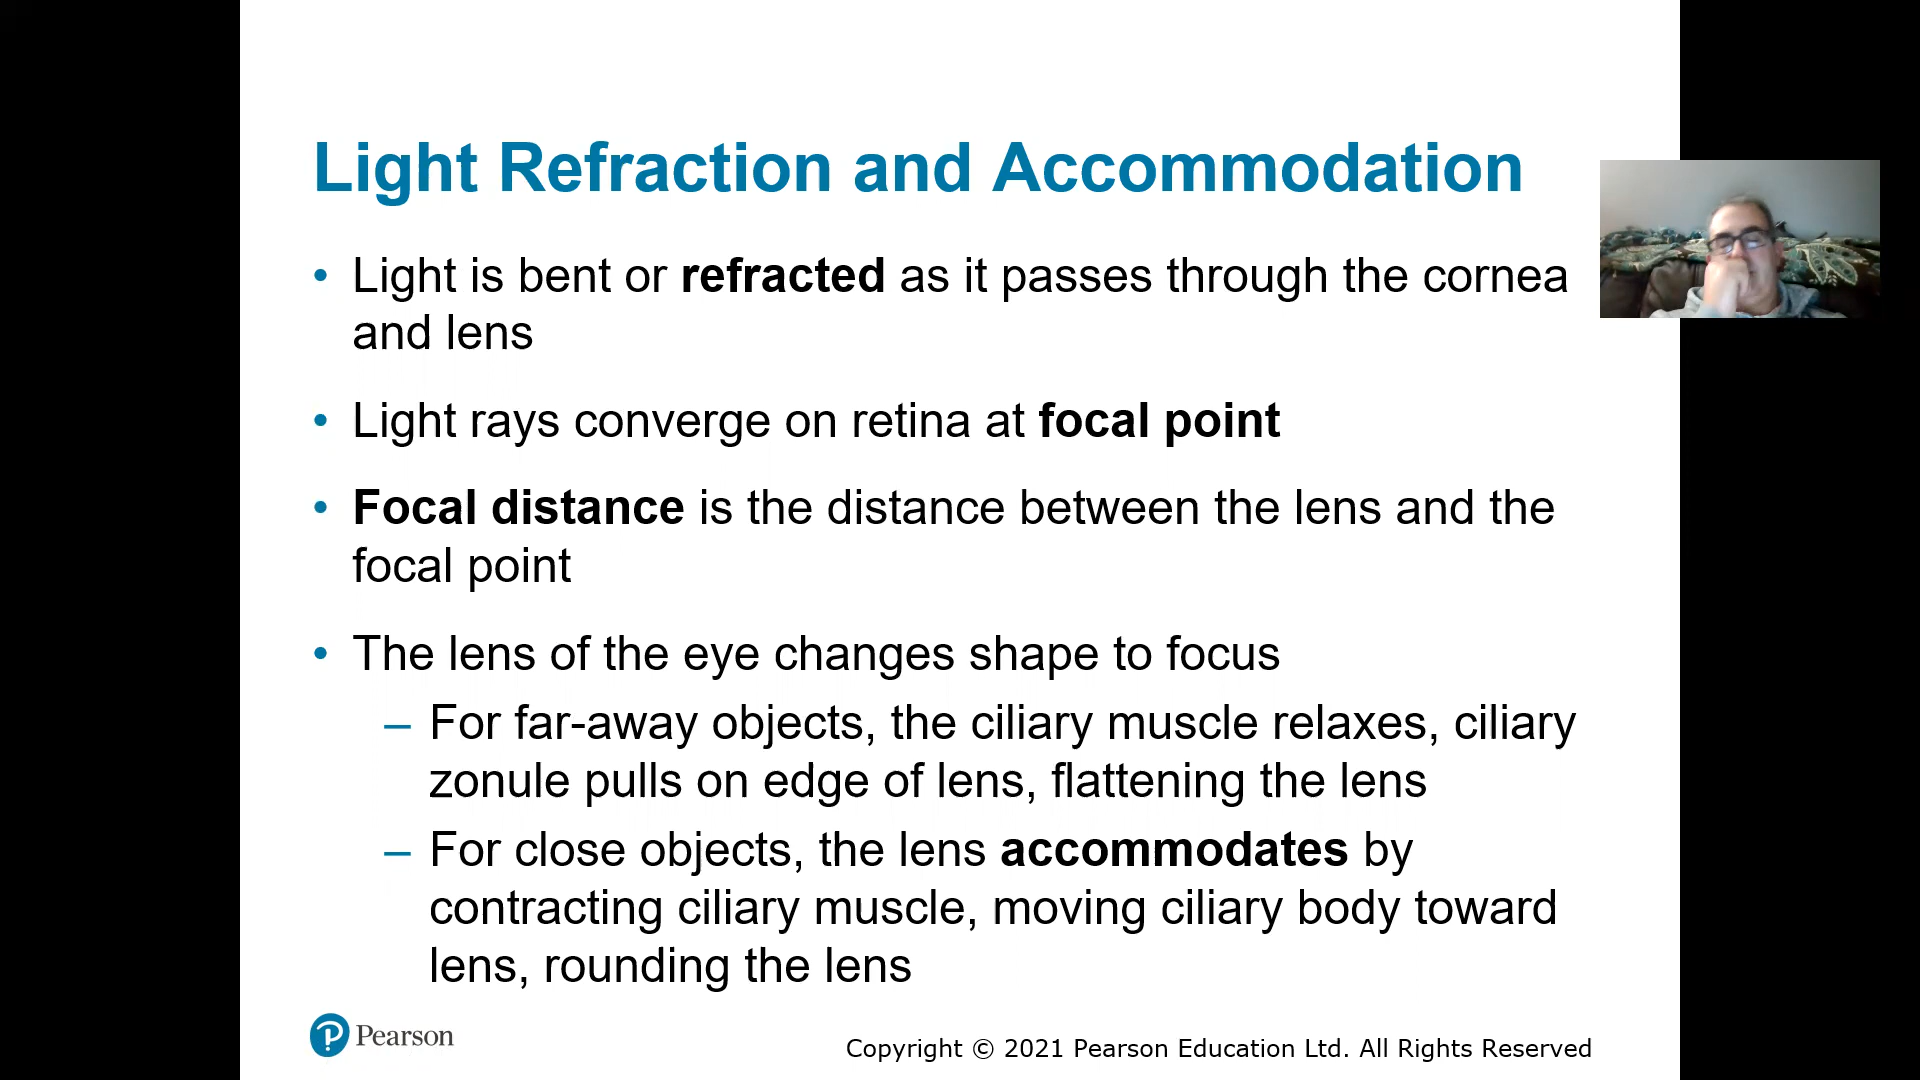 Light Refraction and Accommodation
• Light is bent or refracted as it passes through the cornea
and lens
• Light rays converge on retina at focal point
• Focal distance is the distance between the lens and the
focal point
• The lens of the eye changes shape to focus
– For far-away objects, the ciliary muscle relaxes, ciliary
zonule pulls on edge of lens, flattening the lens
– For close objects, the lens accommodates by
contracting ciliary muscle, moving ciliary body toward
lens, rounding the lens
Pearson
Copyright © 2021 Pearson Education Ltd. All Rights Reserved